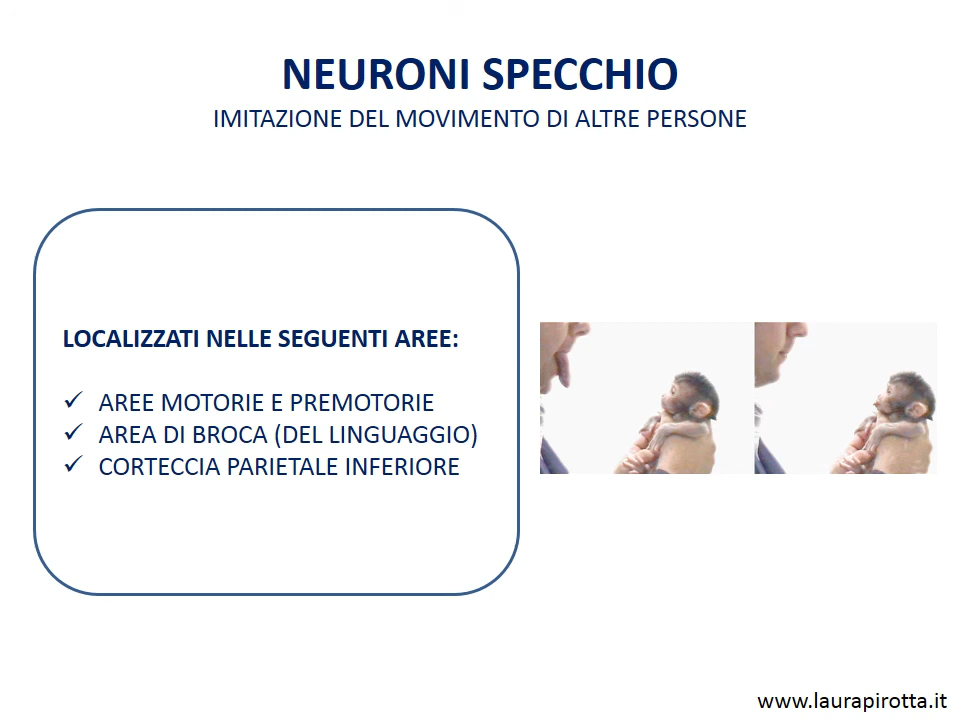 NEURONI SPECCHIO
IMITAZIONE DEL MOVIMENTO DI ALTRE PERSONE
LOCALIZZATI NELLE SEGUENTI AREE:
✓ AREE MOTORIE E PREMOTORIE
✓ AREA DI BROCA (DEL LINGUAGGIO)
✓ CORTECCIA PARIETALE INFERIORE
www.laurapirotta.it